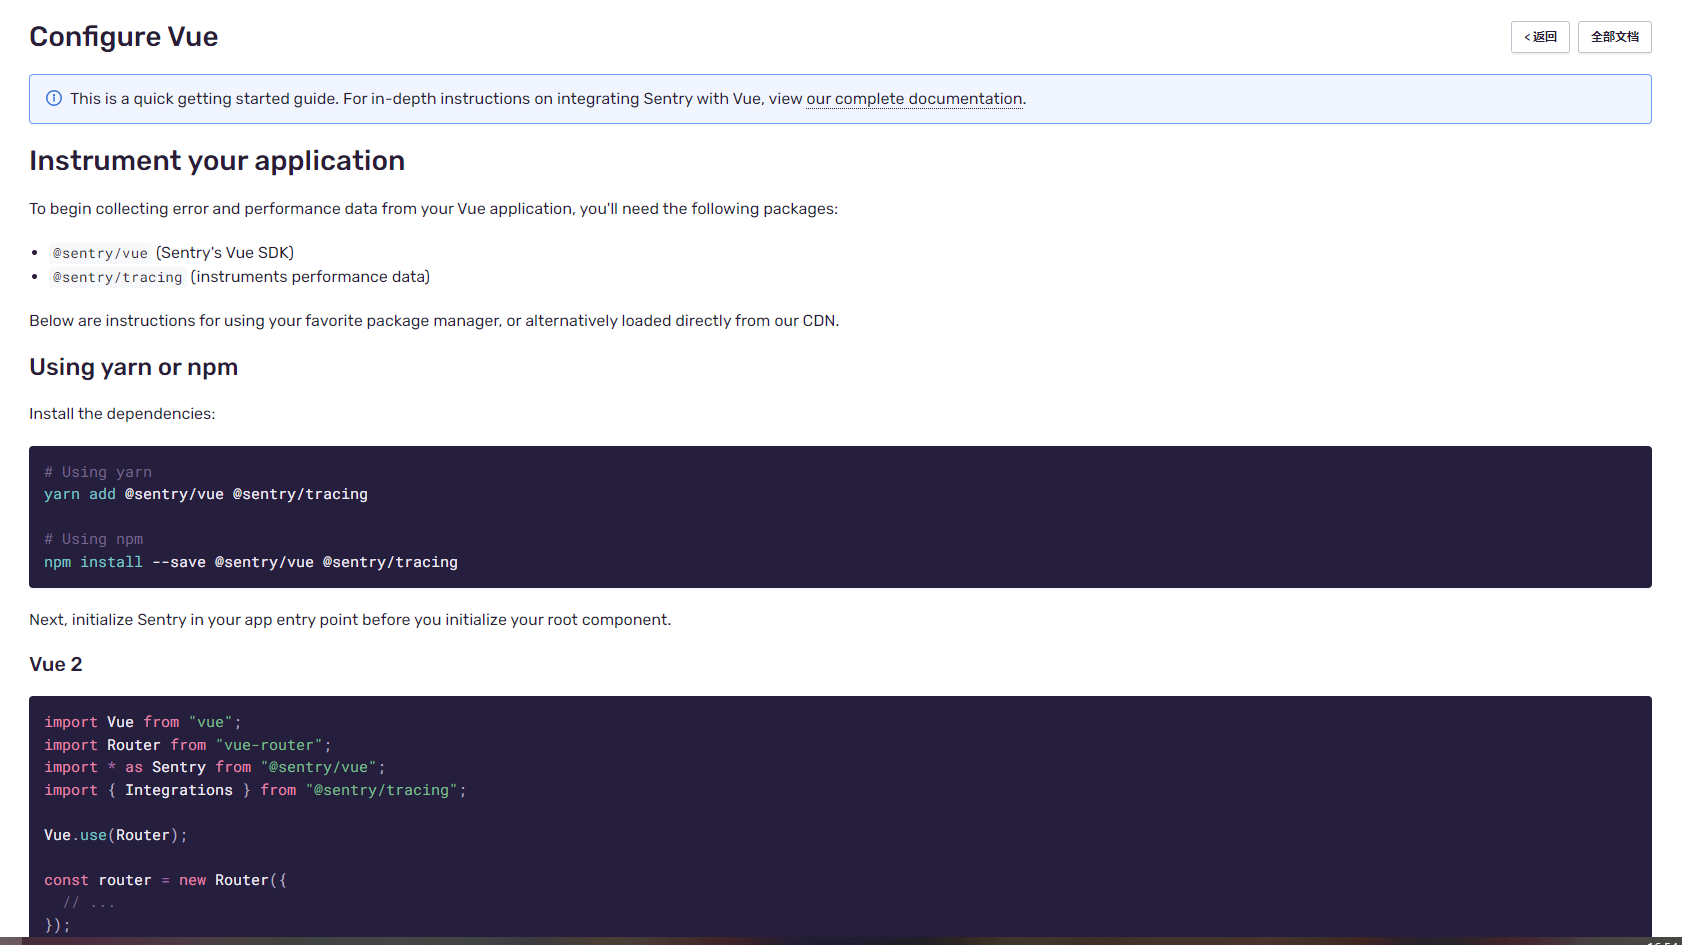 Configure Vue
< 返回
全部文档
This is a quick getting started guide. For in-depth instructions on integrating Sentry with Vue, view our complete documentation.
Instrument your application
To begin collecting error and performance data from your Vue application, you'll need the following packages:
• @sentry/vue (Sentry's Vue SDK)
• @sentry/tracing (instruments performance data)
Below are instructions for using your favorite package manager, or alternatively loaded directly from our CDN.
Using yarn or npm
Install the dependencies:
# Using yarn
yarn add @sentry/vue @sentry/tracing
# Using npm
npm install --save @sentry/vue @sentry/tracing
Next, initialize Sentry in your app entry point before you initialize your root component.
Vue 2
import Vue from "vue";
import Router from "vue-router";
import * as Sentry from "@sentry/vue";
import { Integrations } from "@sentry/tracing";
Vue.use(Router);
const router = new Router({
// ...
});